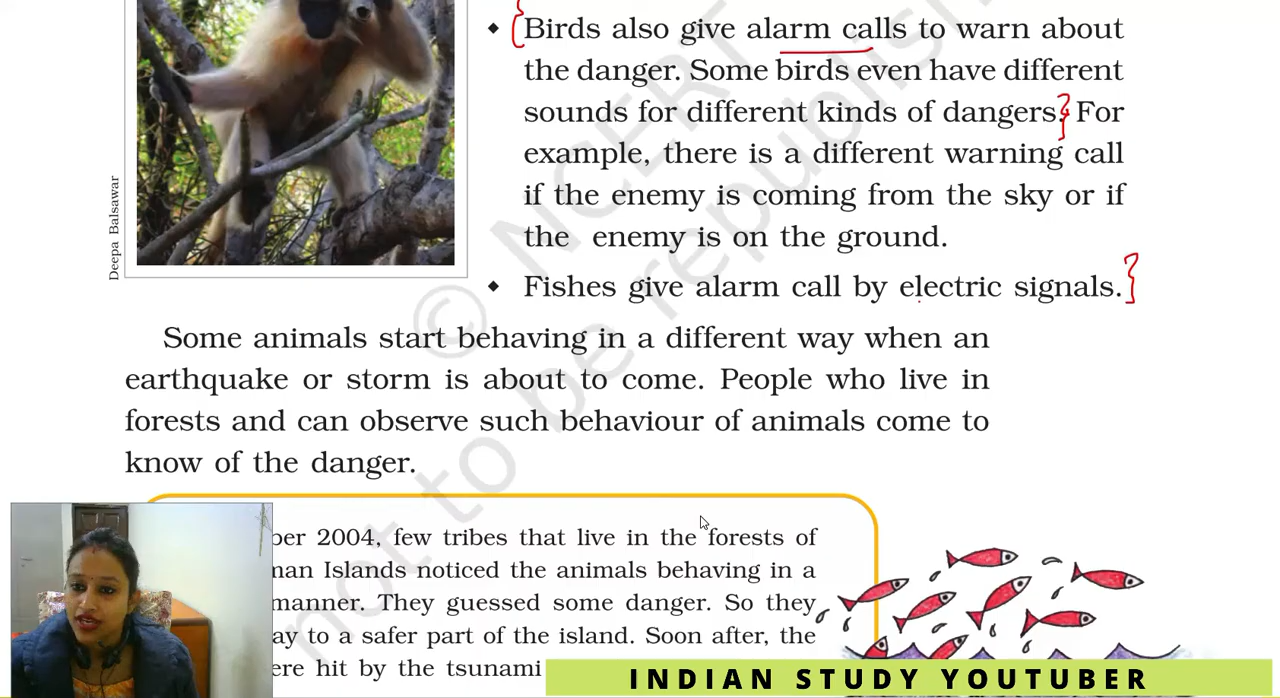 Birds also give alarm calls to warn about
the danger. Some birds even have different
sounds for different kinds of dangers. For
example, there is a different warning call
if the enemy is coming from the sky or if
the enemy is on the ground.
Fishes give alarm call by electric signals.
Deepa Balsawar
Some animals start behaving in a different way when an
earthquake or storm is about to come. People who live in
forests and can observe such behaviour of animals come to
know of the danger.
ber 2004, few tribes that live in the forests of
man Islands noticed the animals behaving in a
manner. They guessed some danger. So they
ay to a safer part of the island. Soon after, the
ere hit by the tsunami
© NCERT
not to be republish
INDIAN STUDY YOUTUBER